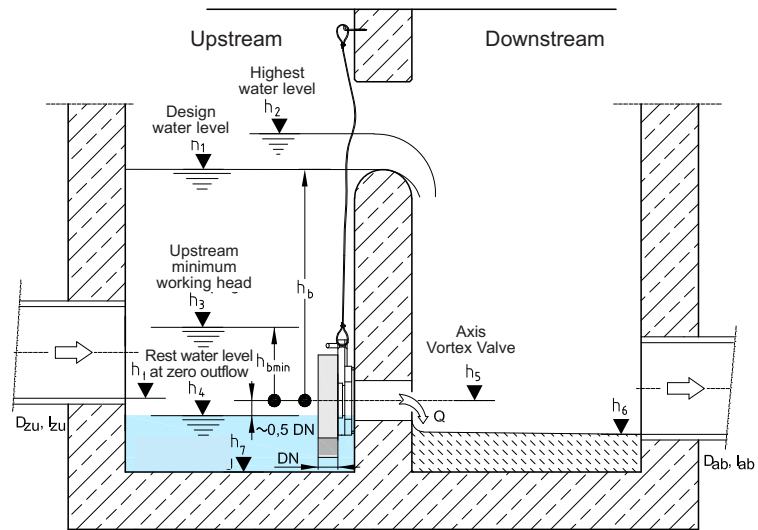 Upstream
Downstream
Highest
water level
h2
Design
water level
h1
Upstream
minimum
working head
h3
hb
hbmin
Rest water level
at zero outflow
h4
hf
Axis
Vortex Valve
h5
Q
h6
~0,5 DN
h7
DN
Dzu, Izu
Dab, Iab